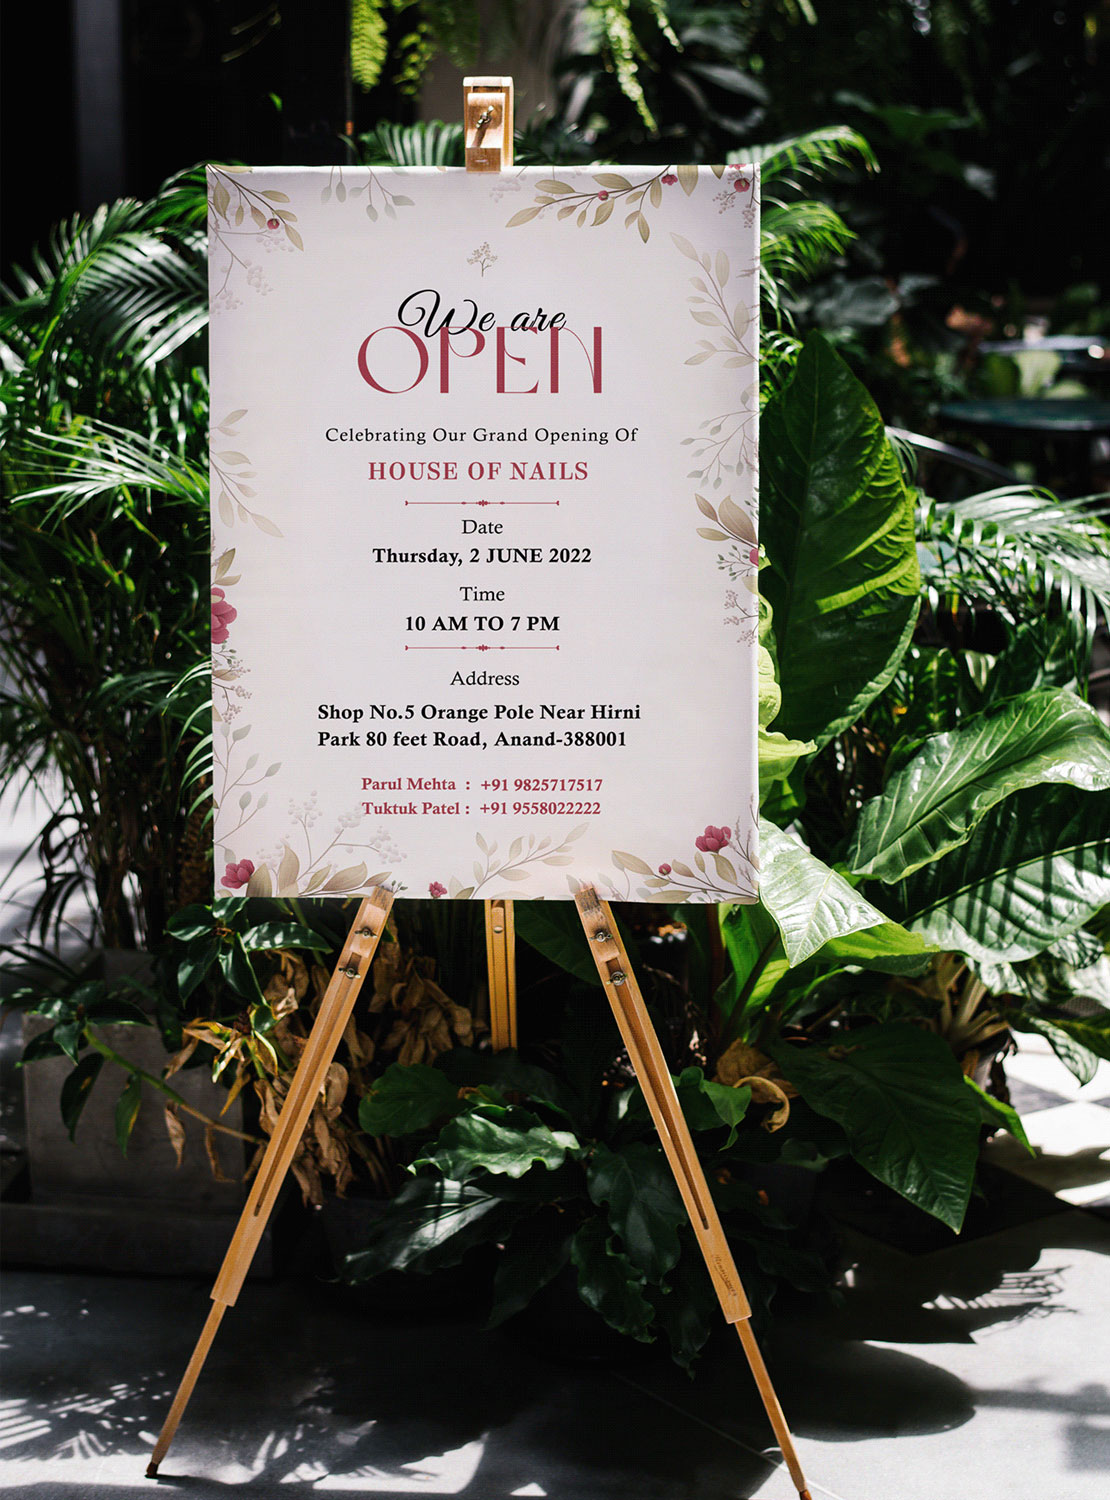 We are
OPEN
Celebrating Our Grand Opening Of
HOUSE OF NAILS
Date
Thursday, 2 JUNE 2022
Time
10 AM TO 7 PM
Address
Shop No.5 Orange Pole Near Hirni
Park 80 feet Road, Anand-388001
Parul Mehta : +91 9825717517
Tuktuk Patel : +91 9558022222